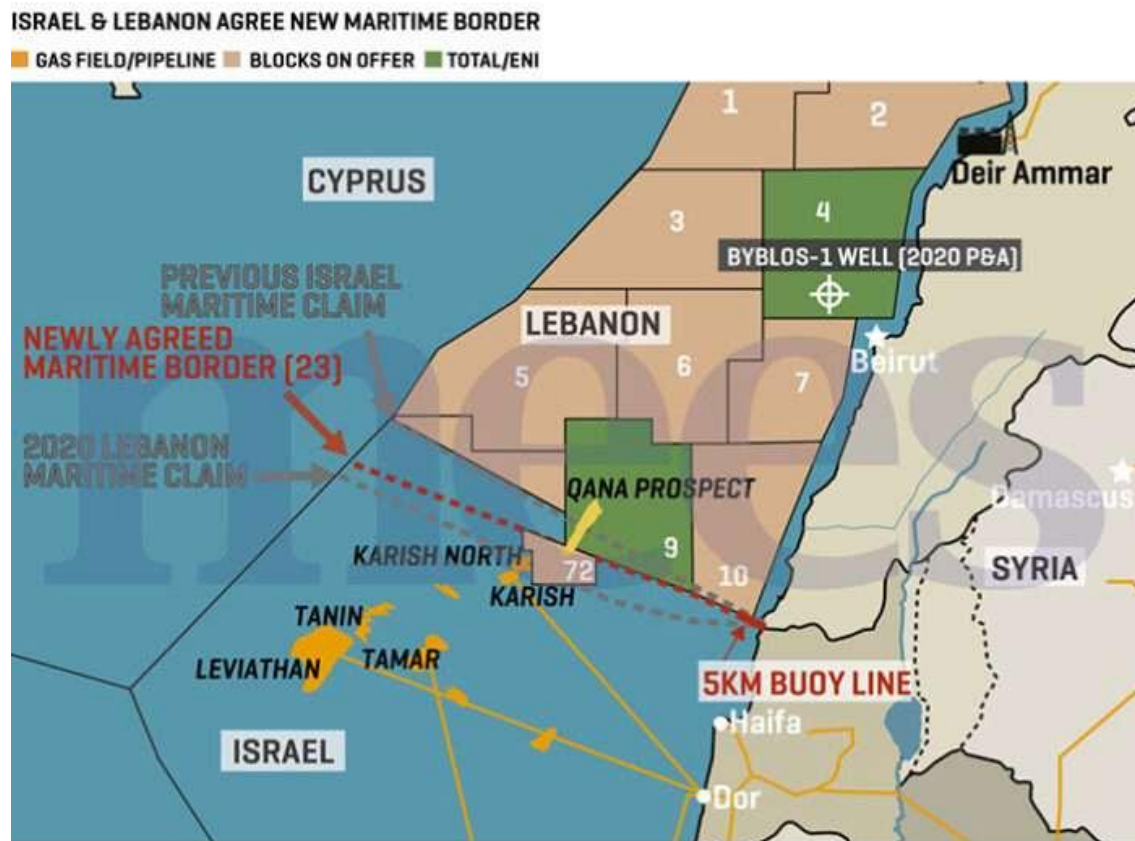 ISRAEL & LEBANON AGREE NEW MARITIME BORDER
GAS FIELD/PIPELINE BLOCKS ON OFFER TOTAL/ENI
1
2
Deir Ammar
CYPRUS
3
4
BYBLOS-1 WELL (2020 P&A)
PREVIOUS ISRAEL
MARITIME CLAIM
LEBANON
NEWLY AGREED
MARITIME BORDER (23)
5
6
7
Beirut
mees
2020 LEBANON
MARITIME CLAIM
QANA PROSPECT
Damascus
KARISH NORTH
72
9
10
SYRIA
KARISH
TANIN
LEVIATHAN
TAMAR
5KM BUOY LINE
Haifa
ISRAEL
Dor